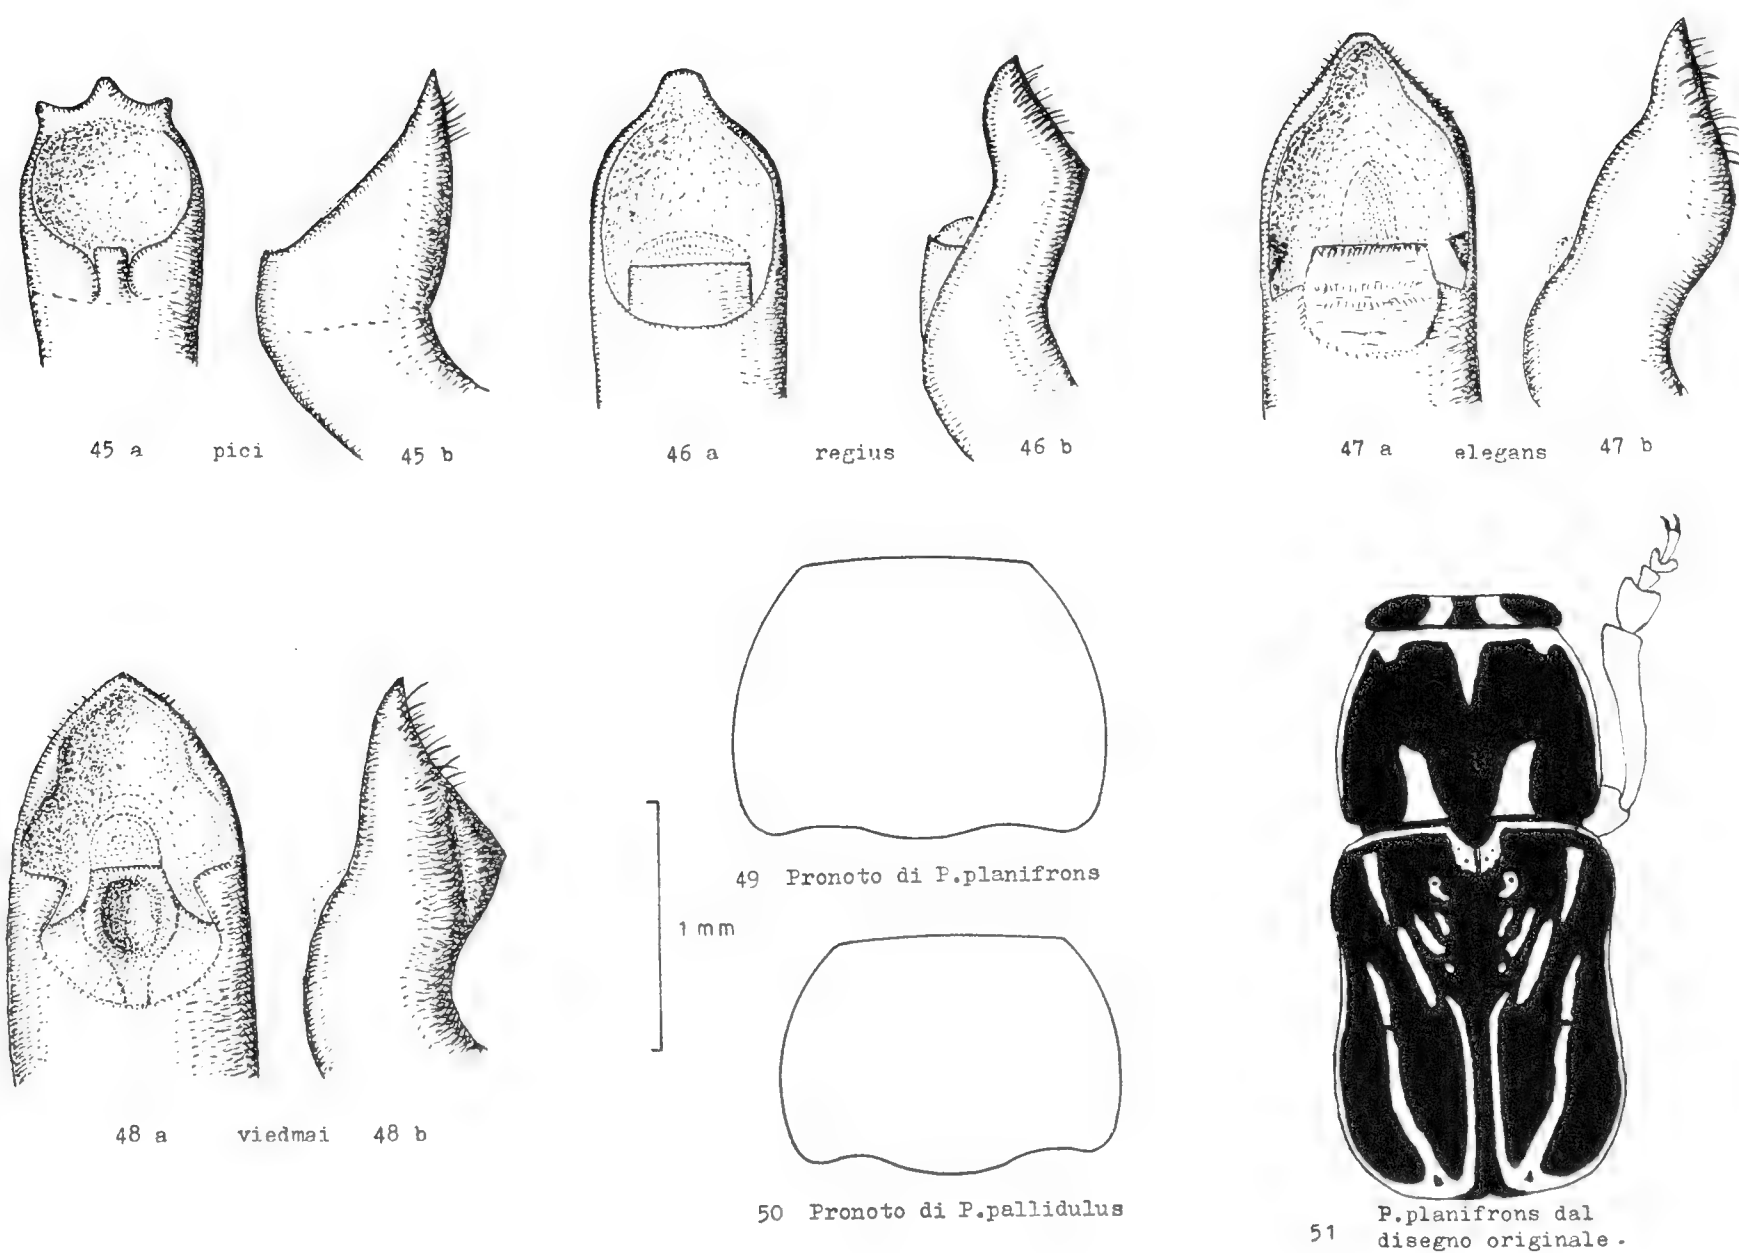 45 a pici 45 b
46 a regius 46 b
47 a elegans 47 b
48 a viedmai 48 b
49 Pronoto di P.planifrons
1 mm
50 Pronoto di P.pallidulus
51 P.planifrons dal
disegno originale.